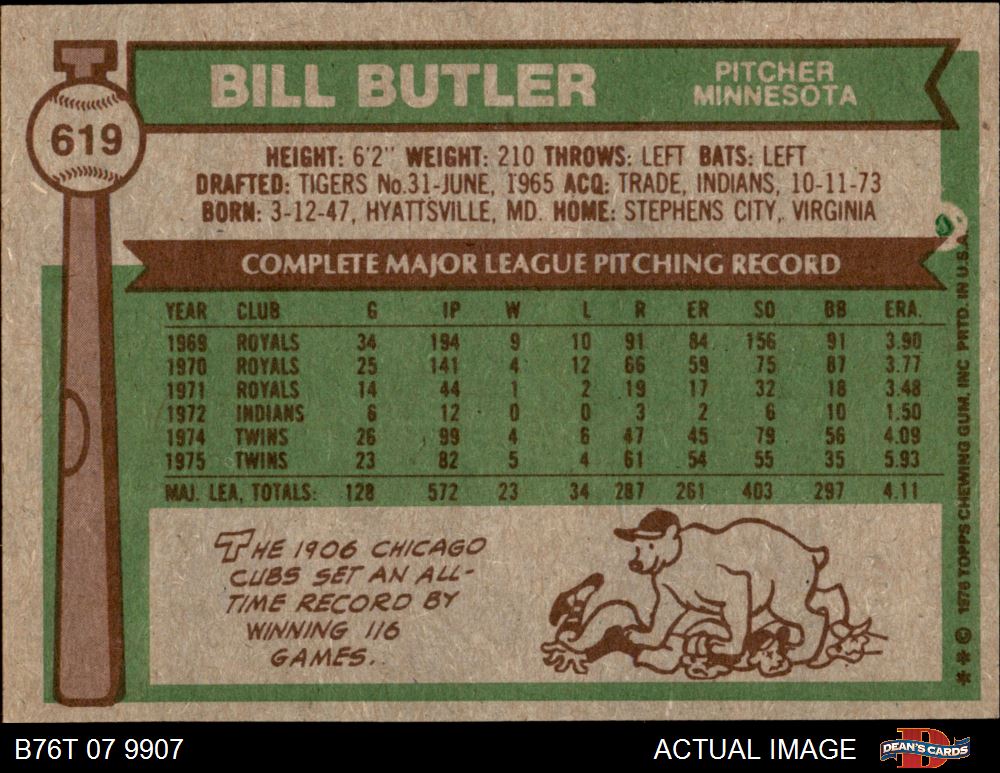 BILL BUTLER
PITCHER
MINNESOTA
619
HEIGHT: 6'2" WEIGHT: 210 THROWS: LEFT BATS: LEFT
DRAFTED: TIGERS No.31-JUNE, 1965 ACQ: TRADE, INDIANS, 10-11-73
BORN: 3-12-47, HYATTSVILLE, MD. HOME: STEPHENS CITY, VIRGINIA
COMPLETE MAJOR LEAGUE PITCHING RECORD
YEAR CLUB G IP W L R ER SO BB ERA.
1969 ROYALS 34 194 9 10 91 84 156 91 3.90
1970 ROYALS 25 141 4 12 66 59 75 87 3.77
1971 ROYALS 14 44 1 2 19 17 32 18 3.48
1972 INDIANS 6 12 0 0 3 2 6 10 1.50
1974 TWINS 26 99 4 6 47 45 79 56 4.09
1975 TWINS 23 82 5 4 61 54 55 35 5.93
MAJ. LEA. TOTALS: 128 572 23 34 287 261 403 297 4.11
THE 1906 CHICAGO
CUBS SET AN ALL-
TIME RECORD BY
WINNING 116
GAMES.
* * © 1976 TOPPS CHEWING GUM, INC PRTD. IN U.S.A.
B76T 07 9907
ACTUAL IMAGE
DEAN'S CARDS